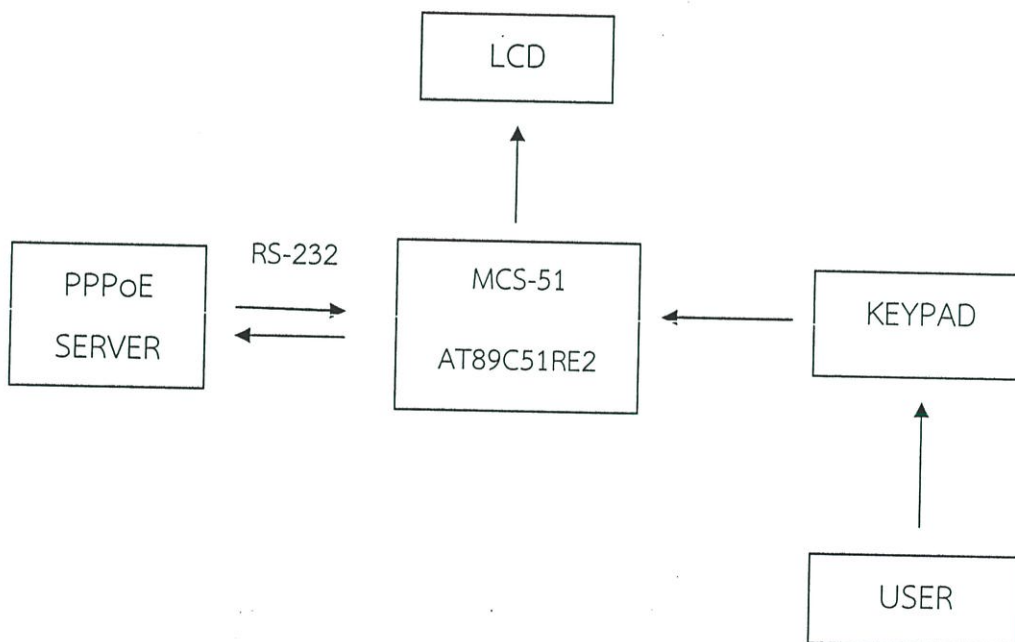 LCD
RS-232
PPPoE
SERVER
MCS-51
AT89C51RE2
KEYPAD
USER